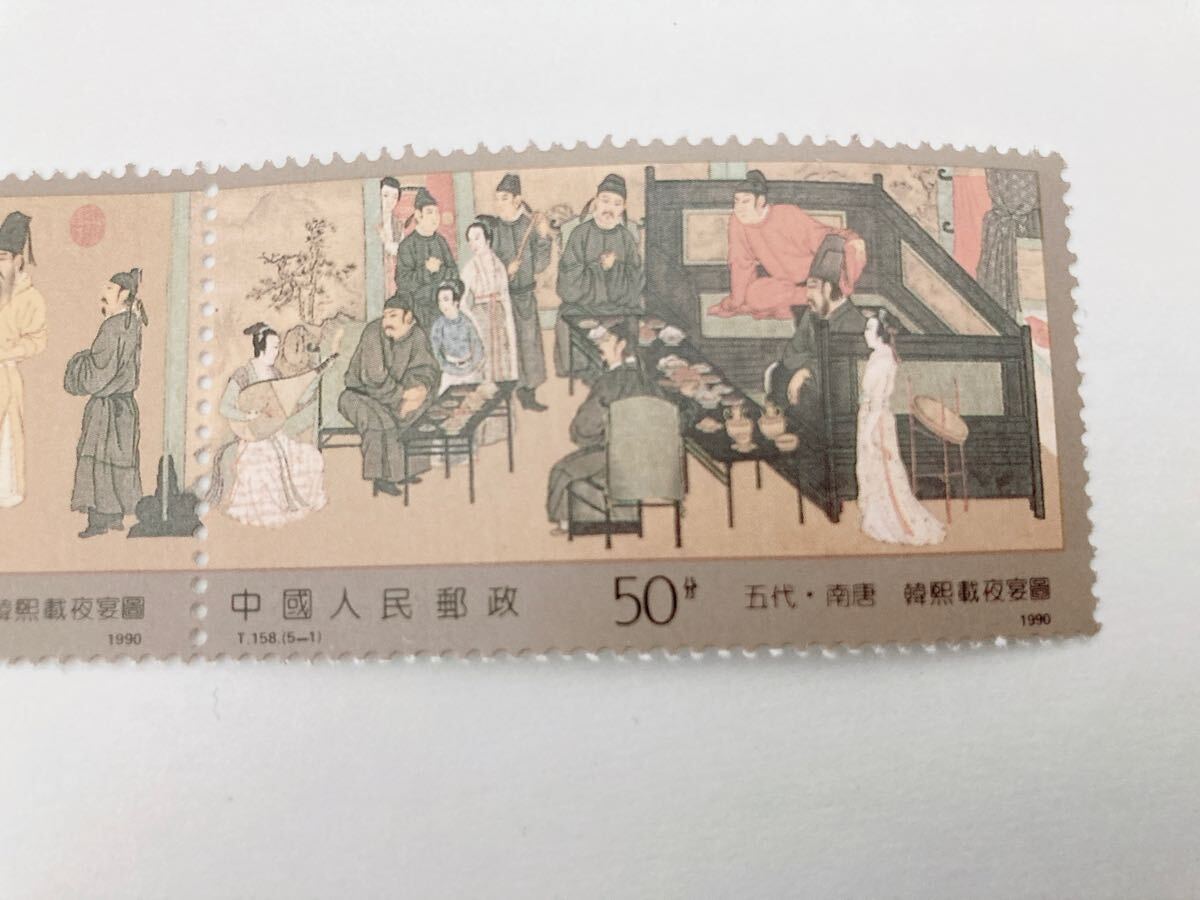 韓熙載夜宴圖
1990
中國人民郵政 50分 五代·南唐 韓熙載夜宴圖
T.158.(5—1) 1990